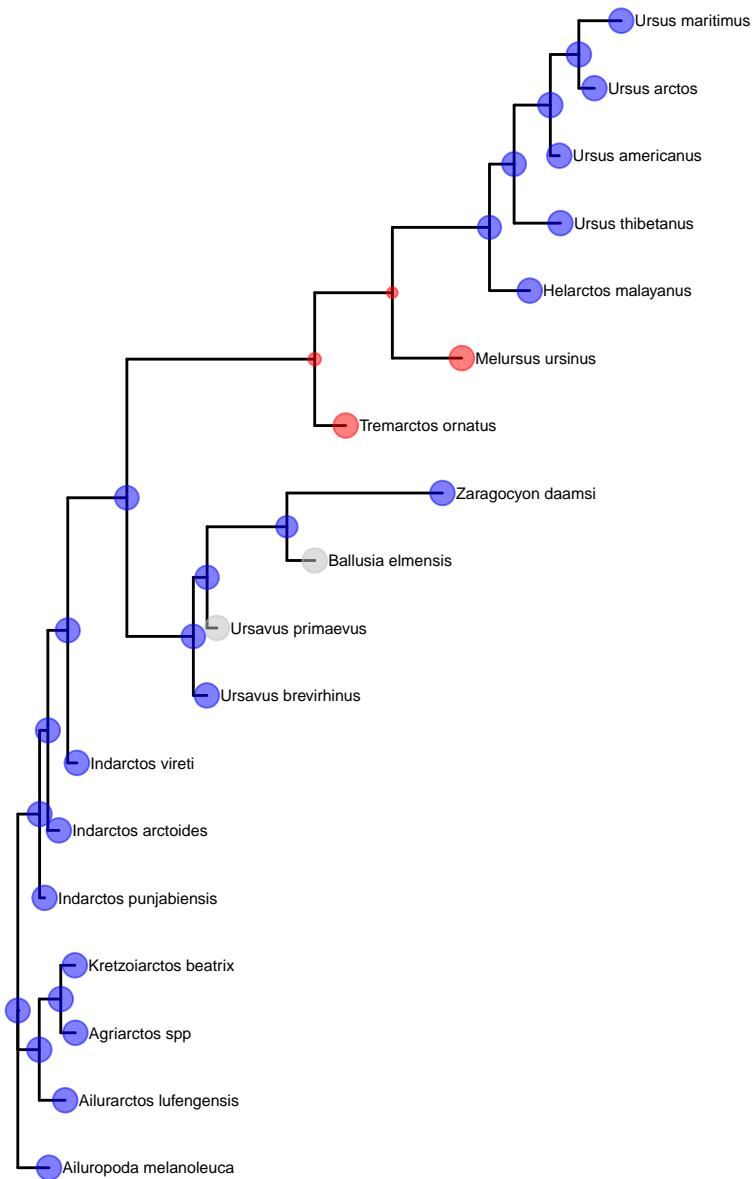 Ursus maritimus
Ursus arctos
Ursus americanus
Ursus thibetanus
Helarctos malayanus
Melursus ursinus
Tremarctos ornatus
Zaragocyon daamsi
Ballusia elmensis
Ursavus primaevus
Ursavus brevirhinus
Indarctos vireti
Indarctos arctoides
Indarctos punjabiensis
Kretzoiarctos beatrix
Agriarctos spp
Ailurarctos lufengensis
Ailuropoda melanoleuca